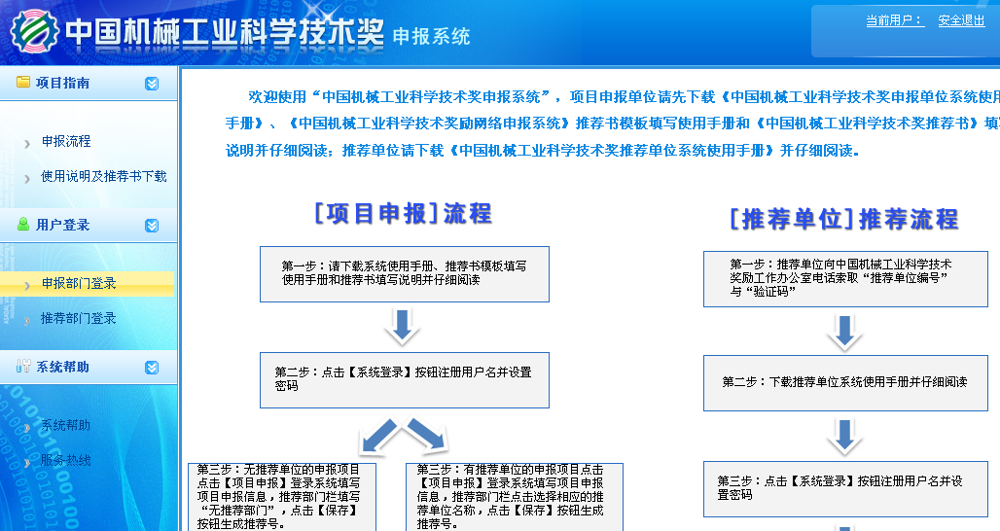 中国机械工业科学技术奖 申报系统
当前用户： 安全退出
项目指南
申报流程
使用说明及推荐书下载
用户登录
申报部门登录
推荐部门登录
系统帮助
系统帮助
服务热线
欢迎使用“中国机械工业科学技术奖申报系统”，项目申报单位请先下载《中国机械工业科学技术奖申报单位系统使用
手册》、《中国机械工业科学技术奖励网络申报系统》推荐书模板填写使用手册和《中国机械工业科学技术奖推荐书》填
说明并仔细阅读；推荐单位请下载《中国机械工业科学技术奖推荐单位系统使用手册》并仔细阅读。
[项目申报]流程
第一步：请下载系统使用手册、推荐书模板填写
使用手册和推荐书填写说明并仔细阅读
第二步：点击【系统登录】按钮注册用户名并设置
密码
第三步：无推荐单位的申报项目
点击【项目申报】登录系统填写
项目申报信息，推荐部门栏填写
“无推荐部门”，点击【保存】
按钮生成推荐号。
第三步：有推荐单位的申报项目点击
【项目申报】登录系统填写项目申报
信息，推荐部门栏点击选择相应的推
荐单位名称，点击【保存】按钮生成
推荐号。
[推荐单位]推荐流程
第一步：推荐单位向中国机械工业科学技术
奖励工作办公室电话索取“推荐单位编号”
与“验证码”
第二步：下载推荐单位系统使用手册并仔细阅读
第三步：点击【系统登录】按钮注册用户名并设
置密码